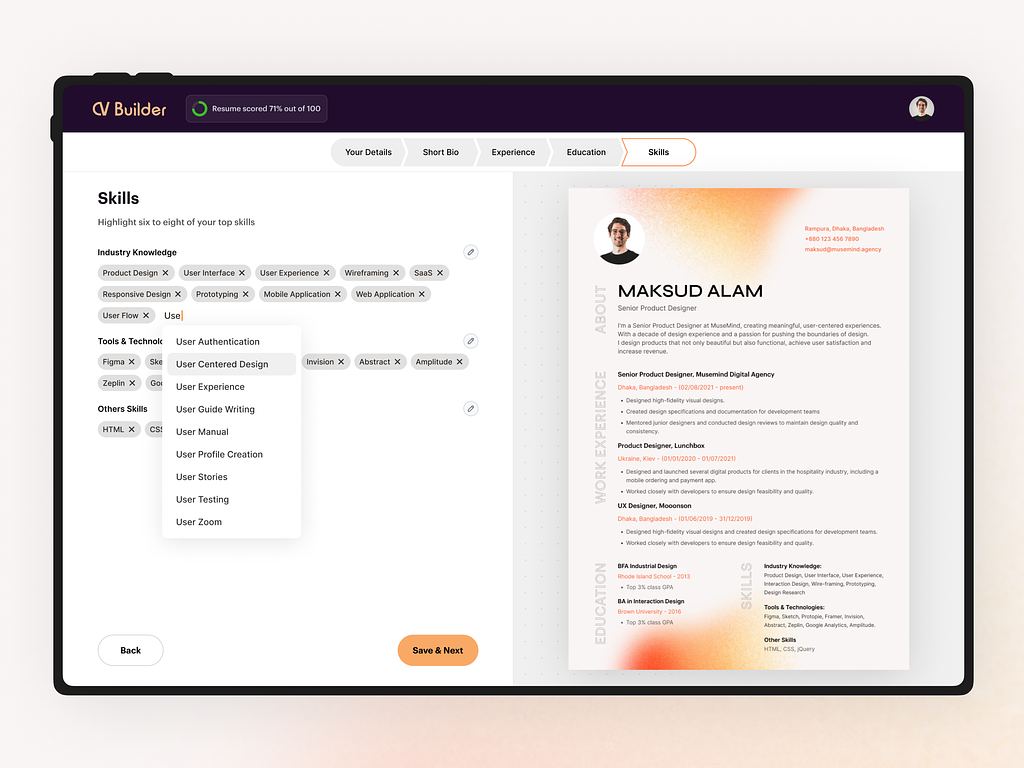 CV Builder
Resume scored 71% out of 100
Your Details
Short Bio
Experience
Education
Skills
Skills
Highlight six to eight of your top skills
Industry Knowledge
Product Design ✕ User Interface ✕ User Experience ✕ Wireframing ✕ SaaS ✕
Responsive Design ✕ Prototyping ✕ Mobile Application ✕ Web Application ✕
User Flow ✕ Use
Tools & Technolo
Figma ✕ Ske Invision ✕ Abstract ✕ Amplitude ✕
Zeplin ✕ Goo
Others Skills
HTML ✕ CSS
User Authentication
User Centered Design
User Experience
User Guide Writing
User Manual
User Profile Creation
User Stories
User Testing
User Zoom
Back
Save & Next
Rampura, Dhaka, Bangladesh
+880 123 456 7890
maksud@musemind.agency
ABOUT
MAKSUD ALAM
Senior Product Designer
I'm a Senior Product Designer at MuseMind, creating meaningful, user-centered experiences.
With a decade of design experience and a passion for pushing the boundaries of design.
I design products that not only beautiful but also functional, achieve user satisfaction and
increase revenue.
WORK EXPERIENCE
Senior Product Designer, Musemind Digital Agency
Dhaka, Bangladesh - (02/08/2021 - present)
• Designed high-fidelity visual designs.
• Created design specifications and documentation for development teams
• Mentored junior designers and conducted design reviews to maintain design quality and
consistency.
Product Designer, Lunchbox
Ukraine, Kiev - (01/01/2020 - 01/07/2021)
• Designed and launched several digital products for clients in the hospitality industry, including a
mobile ordering and payment app.
• Worked closely with developers to ensure design feasibility and quality.
UX Designer, Mooonson
Dhaka, Bangladesh - (01/06/2019 - 31/12/2019)
• Designed high-fidelity visual designs and created design specifications for development teams.
• Worked closely with developers to ensure design feasibility and quality.
EDUCATION
BFA Industrial Design
Rhode Island School - 2013
• Top 3% class GPA
BA in Interaction Design
Brown University - 2016
• Top 3% class GPA
SKILLS
Industry Knowledge:
Product Design, User Interface, User Experience,
Interaction Design, Wire-framing, Prototyping,
Design Research
Tools & Technologies:
Figma, Sketch, Protopie, Framer, Invision,
Abstract, Zeplin, Google Analytics, Amplitude.
Other Skills
HTML, CSS, jQuery